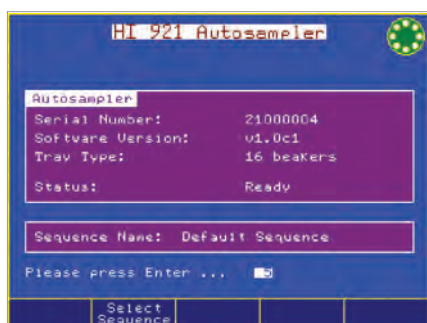 HI 921 Autosampler
Autosampler
Serial Number: 21000004
Software Version: v1.0c1
Tray Type: 16 beakers
Status: Ready
Sequence Name: Default Sequence
Please press Enter ...
Select
Sequence